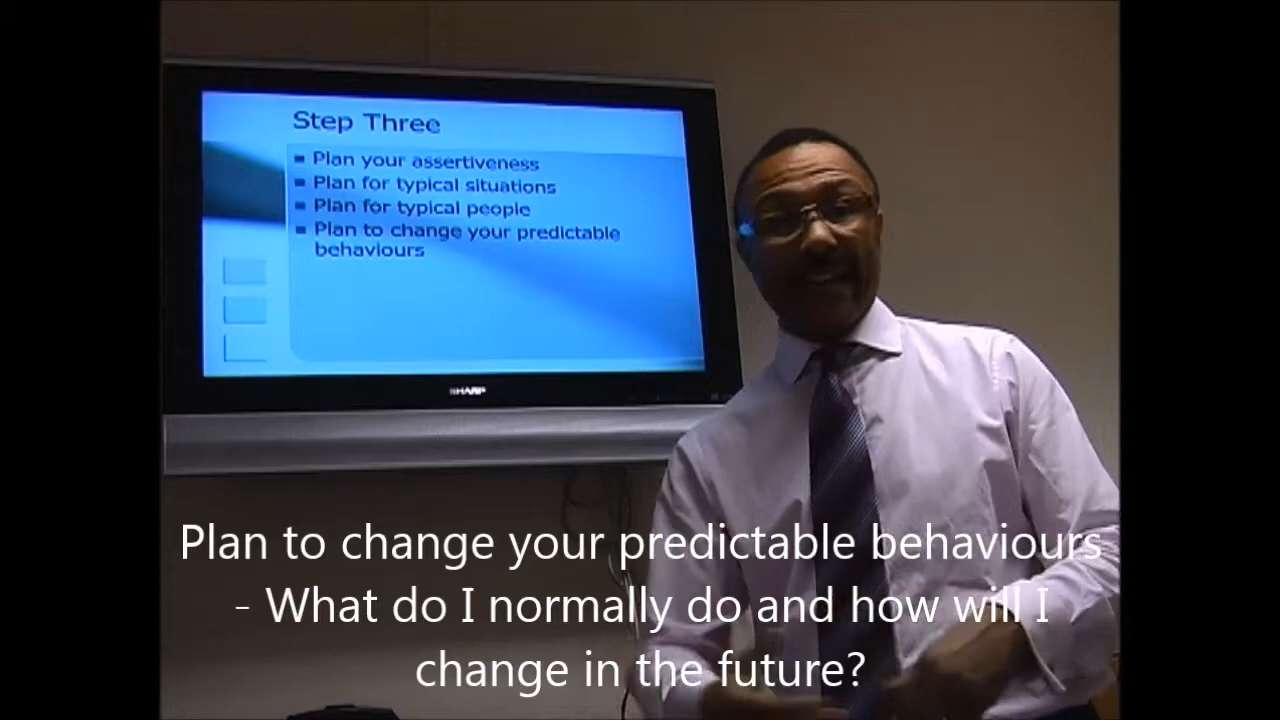 Step Three
▪ Plan your assertiveness
▪ Plan for typical situations
▪ Plan for typical people
▪ Plan to change your predictable
behaviours
SHARP
Plan to change your predictable behaviours
- What do I normally do and how will I
change in the future?